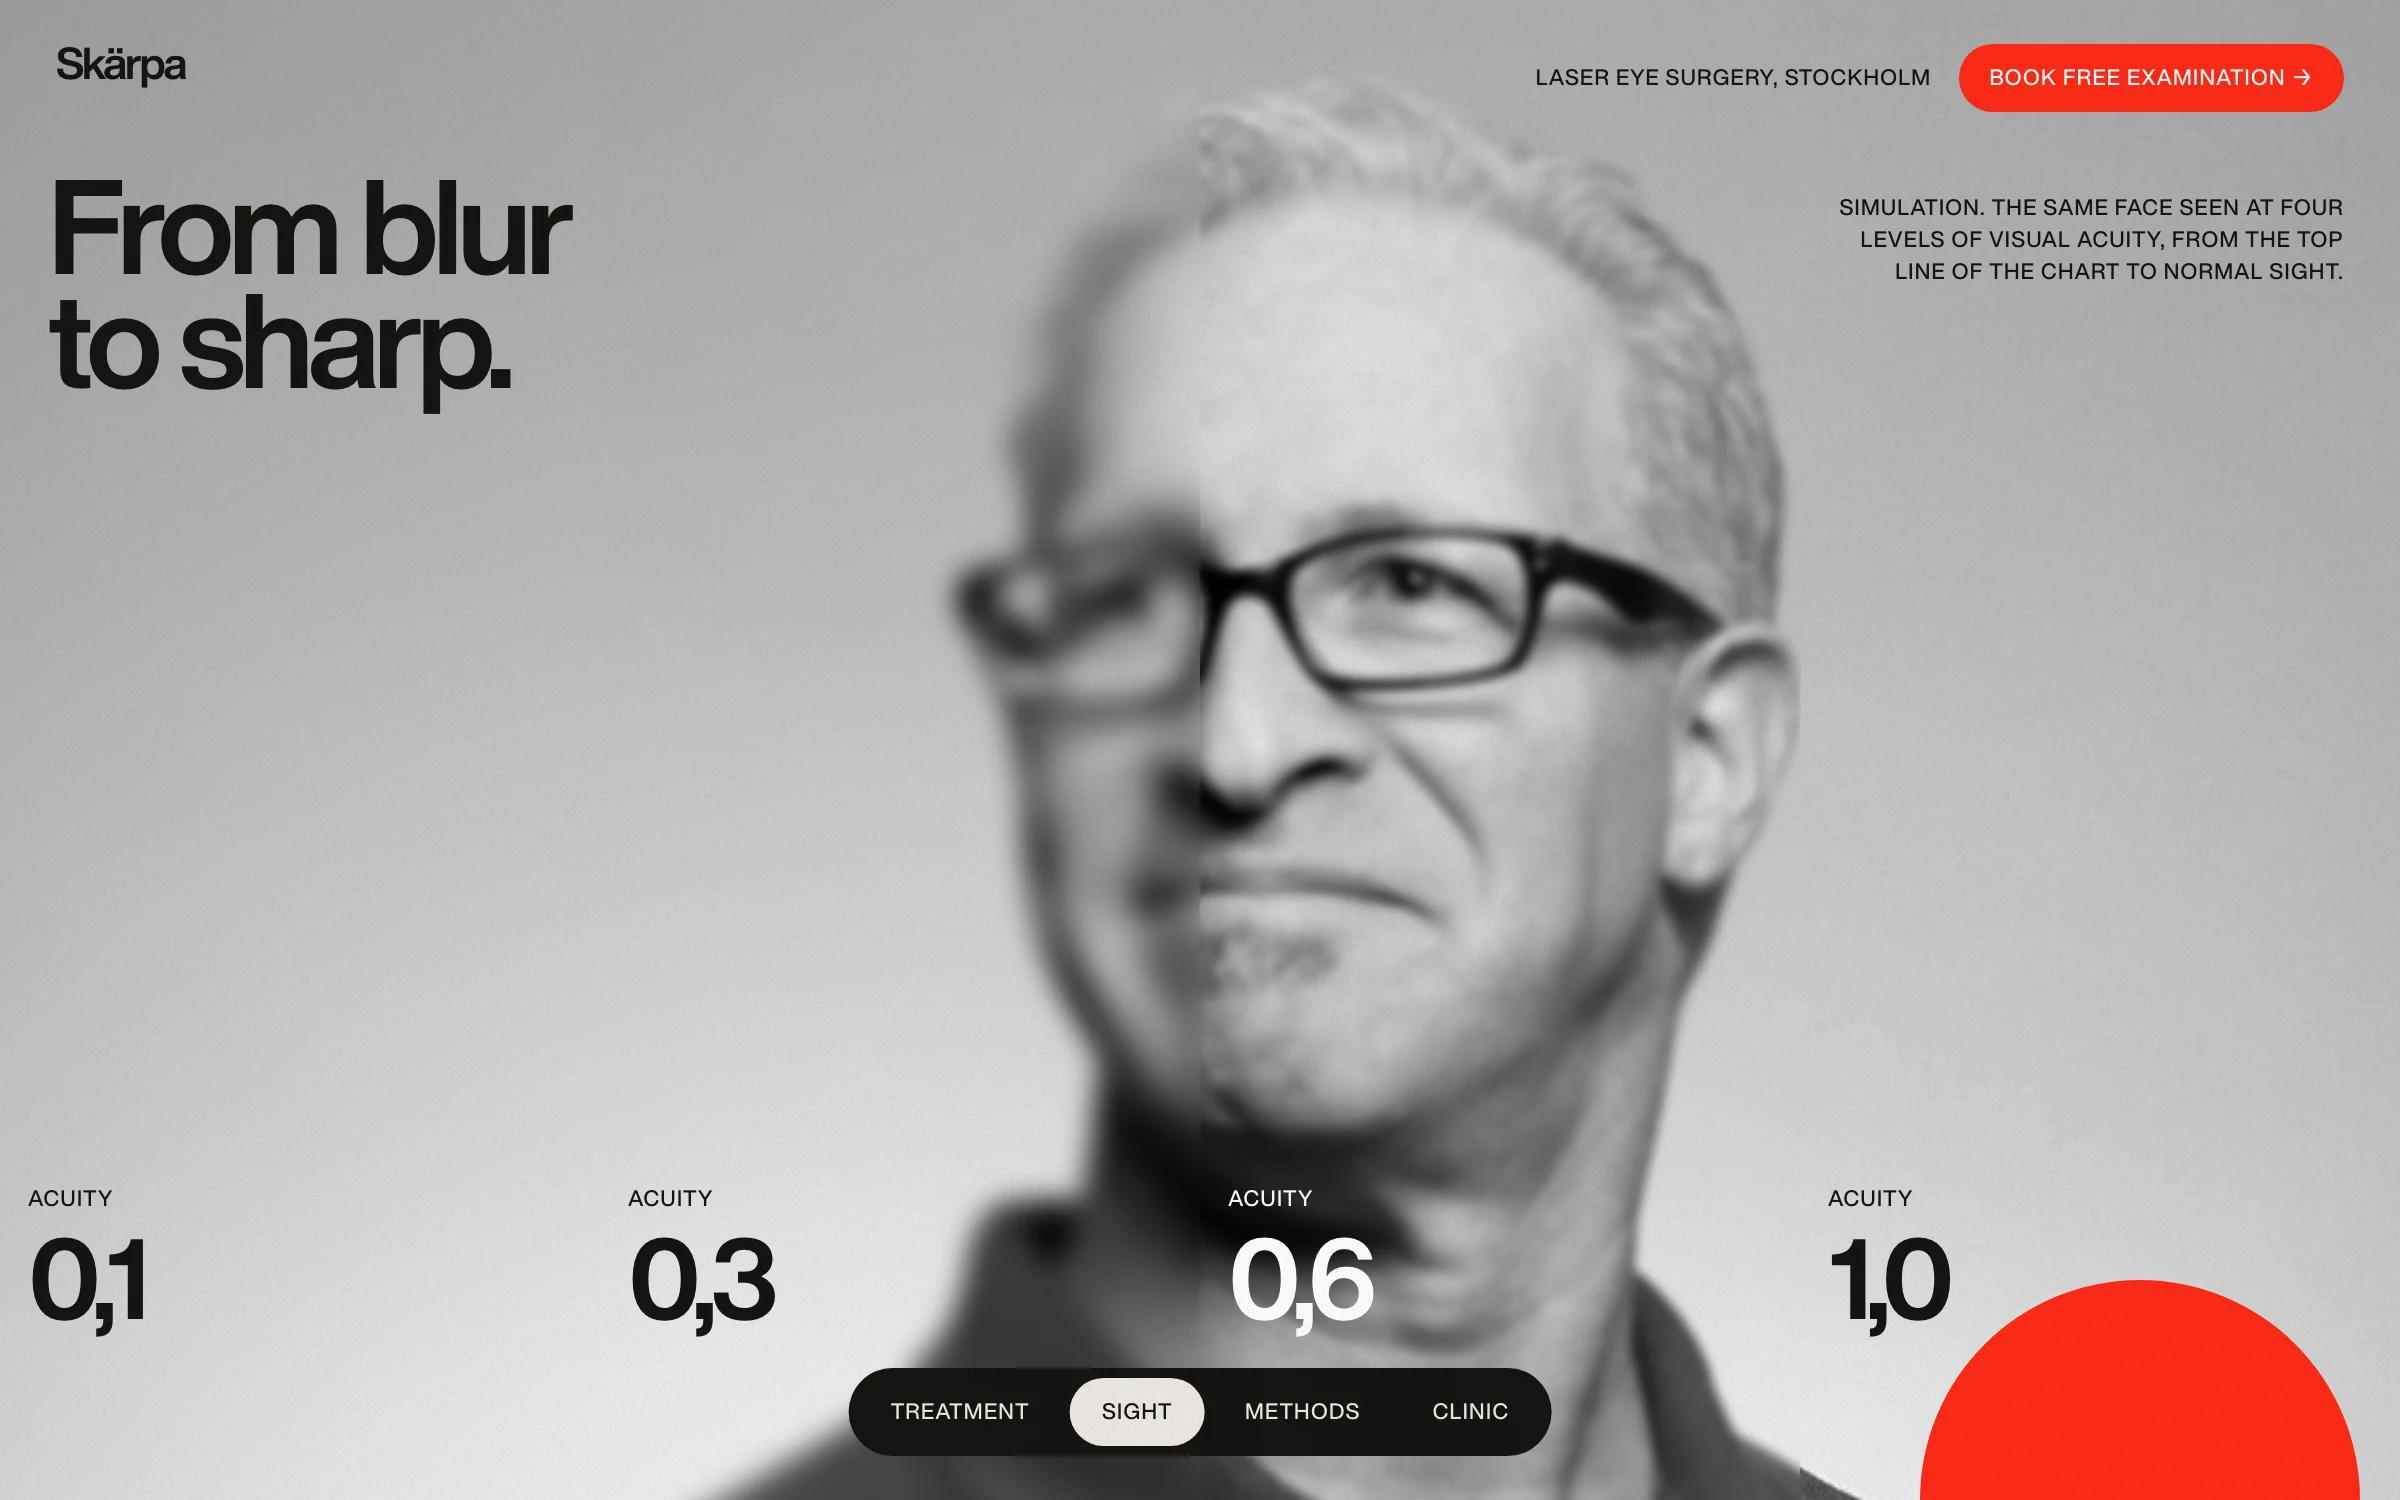 Skärpa
LASER EYE SURGERY, STOCKHOLM
BOOK FREE EXAMINATION →
From blur
to sharp.
SIMULATION. THE SAME FACE SEEN AT FOUR
LEVELS OF VISUAL ACUITY, FROM THE TOP
LINE OF THE CHART TO NORMAL SIGHT.
ACUITY
0,1
ACUITY
0,3
ACUITY
0,6
ACUITY
1,0
TREATMENT
SIGHT
METHODS
CLINIC